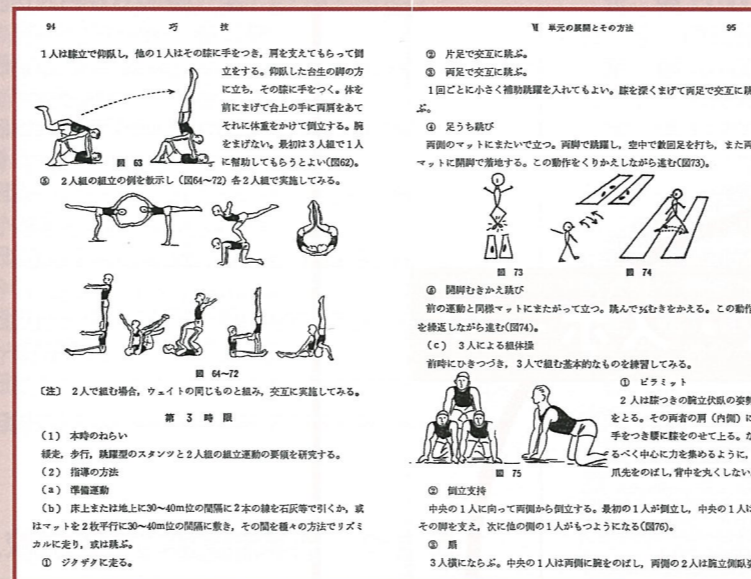 94 巧技
1人は膝立で仰臥し，他の1人はその膝に手をつき，肩を支えてもらって倒
立をする。仰臥した台生の脚の方
に立ち，その膝に手をつく。体を
前にまげて台上の手に両肩をあて
それに体重をかけて倒立する。腕
をまげない。最初は3人組で1人
に幇助してもらうとよい(図62)。
図 63
⑤ 2人組の組立の例を教示し（図64〜72）各2人組で実施してみる。
図 64〜72
〔注〕 2人で組む場合，ウェイトの同じものと組み，交互に実施してみる。
第 3 時 限
(1) 本時のねらい
緩走，歩行，跳躍型のスタンツと2人組の組立運動の要領を研究する。
(2) 指導の方法
(a) 準備運動
(b) 床上または地上に30〜40m位の間隔に2本の線を石灰等で引くか，或
はマットを2枚平行に30〜40m位の間隔に敷き，その間を種々の方法でリズミ
カルに走り，或は跳ぶ。
① ジクザクに走る。
単元の展開とその方法 95
② 片足で交互に跳ぶ。
③ 両足で交互に跳ぶ。
1回ごとに小さく補助跳躍を入れてもよい。膝を深くまげて両足で交互に跳
ぶ。
④ 足うち跳び
両側のマットにまたいで立つ。両脚で跳躍し，空中で数回足を打ち，また両
マットに開脚で着地する。この動作をくりかえしながら進む(図73)。
図 73
図 74
開脚むきかえ跳び
前の運動と同様マットにまたがって立つ。跳んで½むきをかえる。この動作
を繰返しながら進む(図74)。
(c) 3人による組体操
前時にひきつづき，3人で組む基本的なものを練習してみる。
① ピラミット
2人は膝つきの腕立伏臥の姿勢
をとる。その両者の肩（内側）に
手をつき腰に膝をのせて上る。な
るべく中心に力を集めるように，
爪先をのばし，背中を丸くしない
図 75
② 倒立支持
中央の1人に向って両側から倒立する。最初の1人が倒立し，中央の1人は
その脚を支え，次に他の側の1人がもつようになる(図76)。
③
3人横にならぶ。中央の1人は両側に腕をのばし，両側の2人は腕立側臥